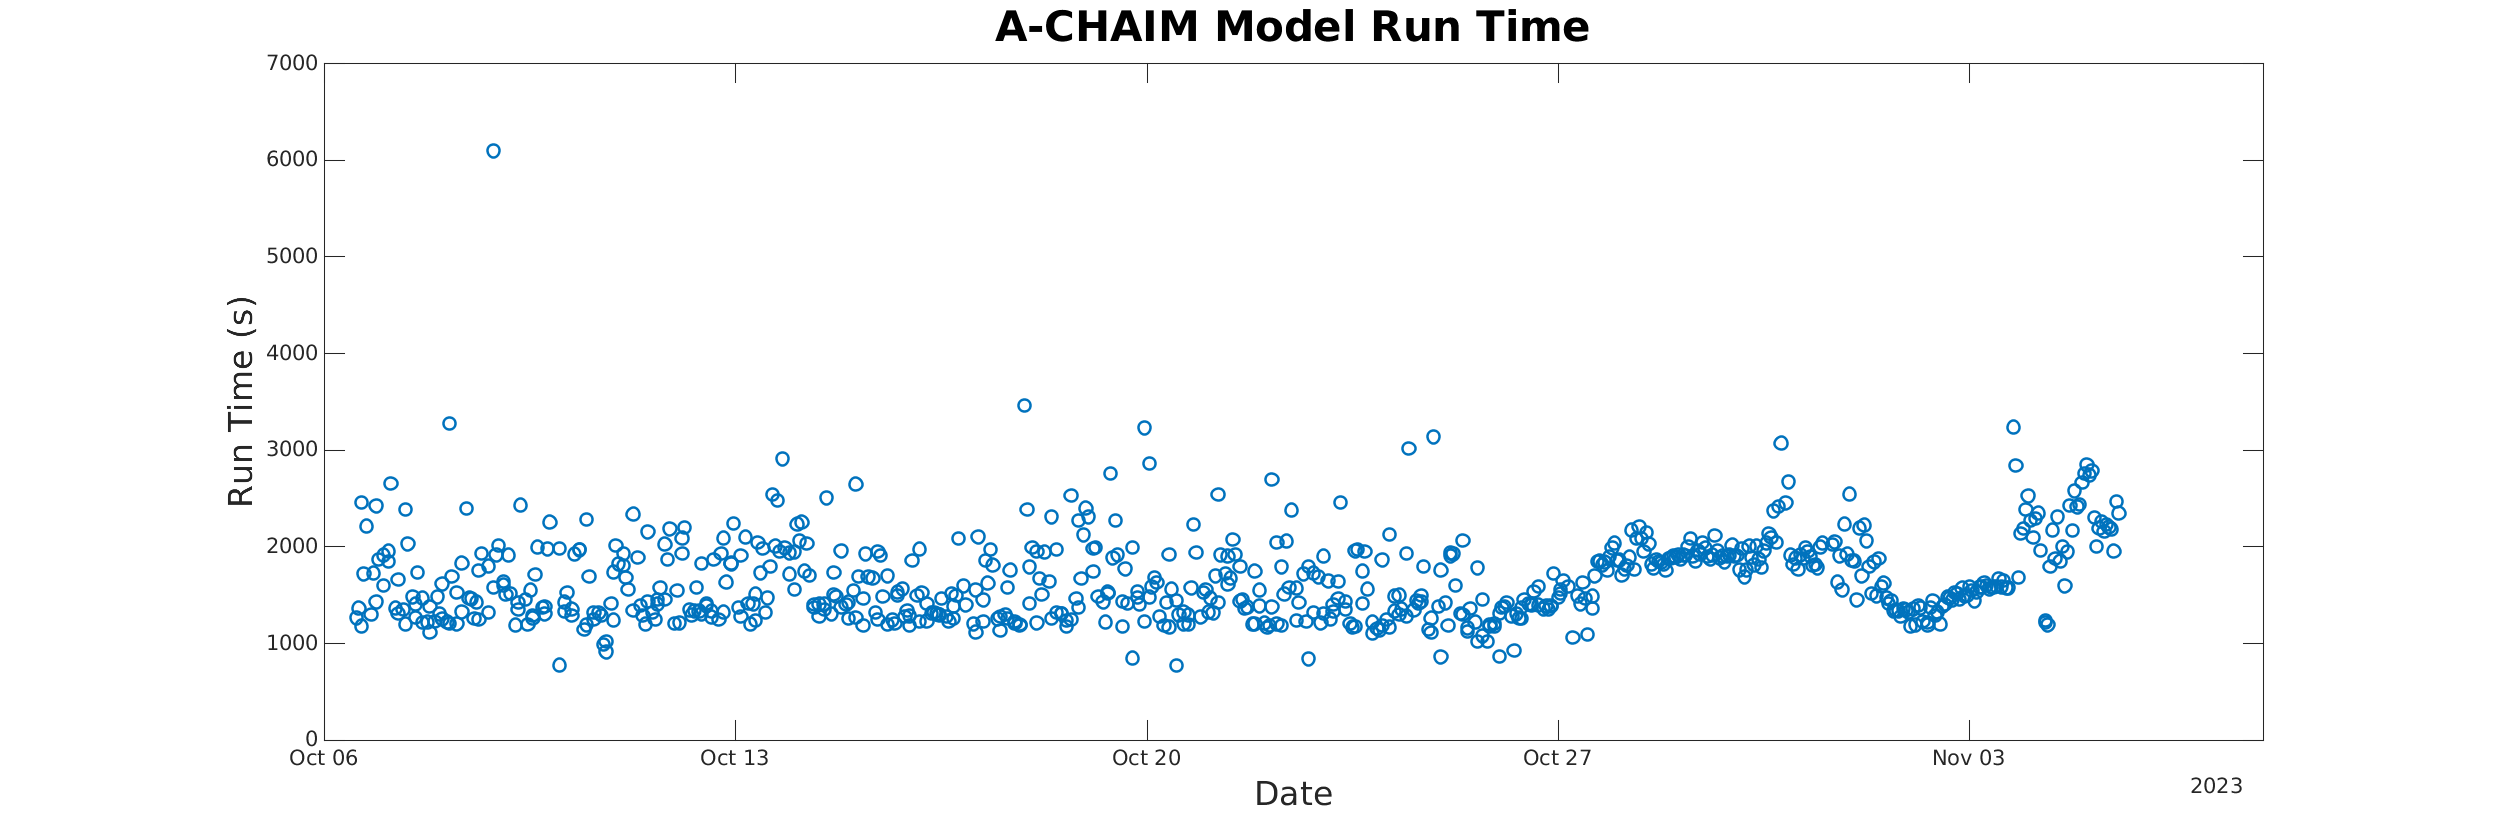 A-CHAIM Model Run Time
7000
6000
5000
4000
3000
2000
1000
0
Run Time (s)
Oct 06 Oct 13 Oct 20 Oct 27 Nov 03
2023
Date